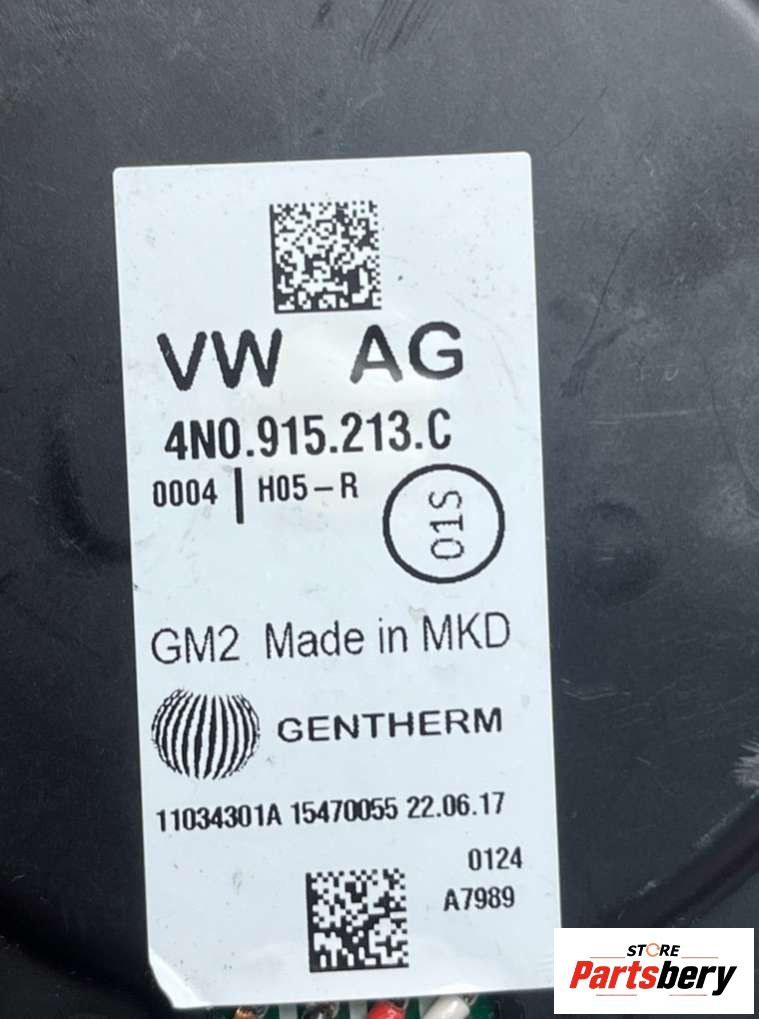 VW AG
4N0.915.213.C
0004 | H05-R
01S
GM2 Made in MKD
GENTHERM
11034301A 15470055 22.06.17
0124
A7989
STORE
Partsbery